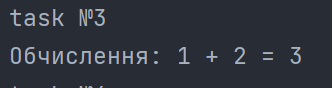 task №3
Обчислення: 1 + 2 = 3